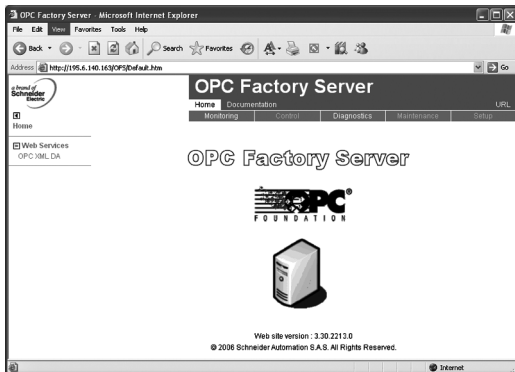 OPC Factory Server - Microsoft Internet Explorer
File Edit View Favorites Tools Help
Back Search Favorites
Address http://195.6.140.163/OFS/Default.htm Go
a brand of
Schneider
Electric
OPC Factory Server
Home Documentation URL
Monitoring Control Diagnostics Maintenance Setup
Home
Web Services
OPC XML.DA
OPC Factory Server
OPC®
FOUNDATION
Web site version : 3.30.2213.0
© 2006 Schneider Automation S.A.S. All Rights Reserved.
Internet